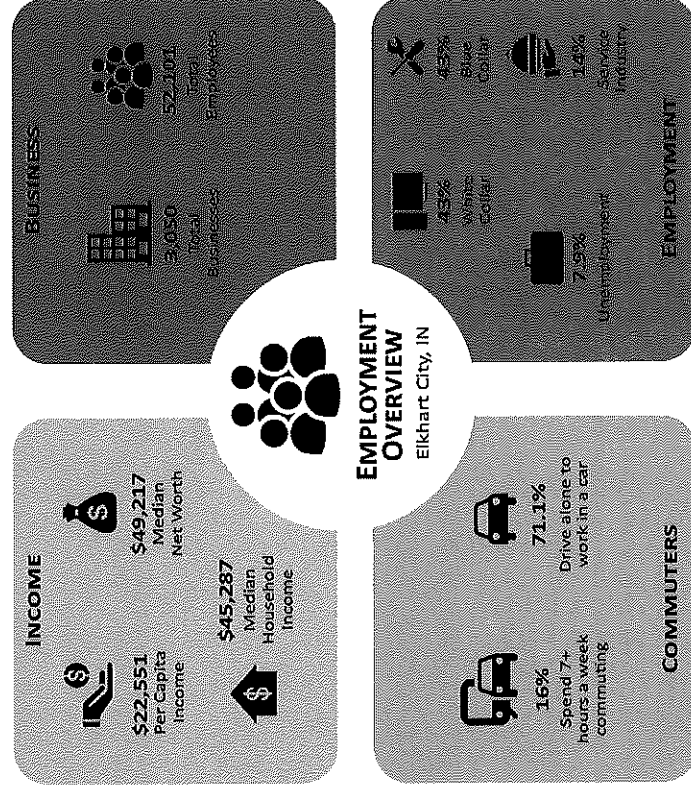 INCOME
$22,551
Per Capita
Income
$49,217
Median
Net Worth
$45,287
Median
Household
Income
BUSINESS
3,050
Total
Businesses
52,101
Total
Employees
EMPLOYMENT
OVERVIEW
Elkhart City, IN
16%
Spend 7+
hours a week
commuting
71.1%
Drive alone to
work in a car
COMMUTERS
43%
White
Collar
43%
Blue
Collar
7.9%
Unemployment
14%
Service
Industry
EMPLOYMENT